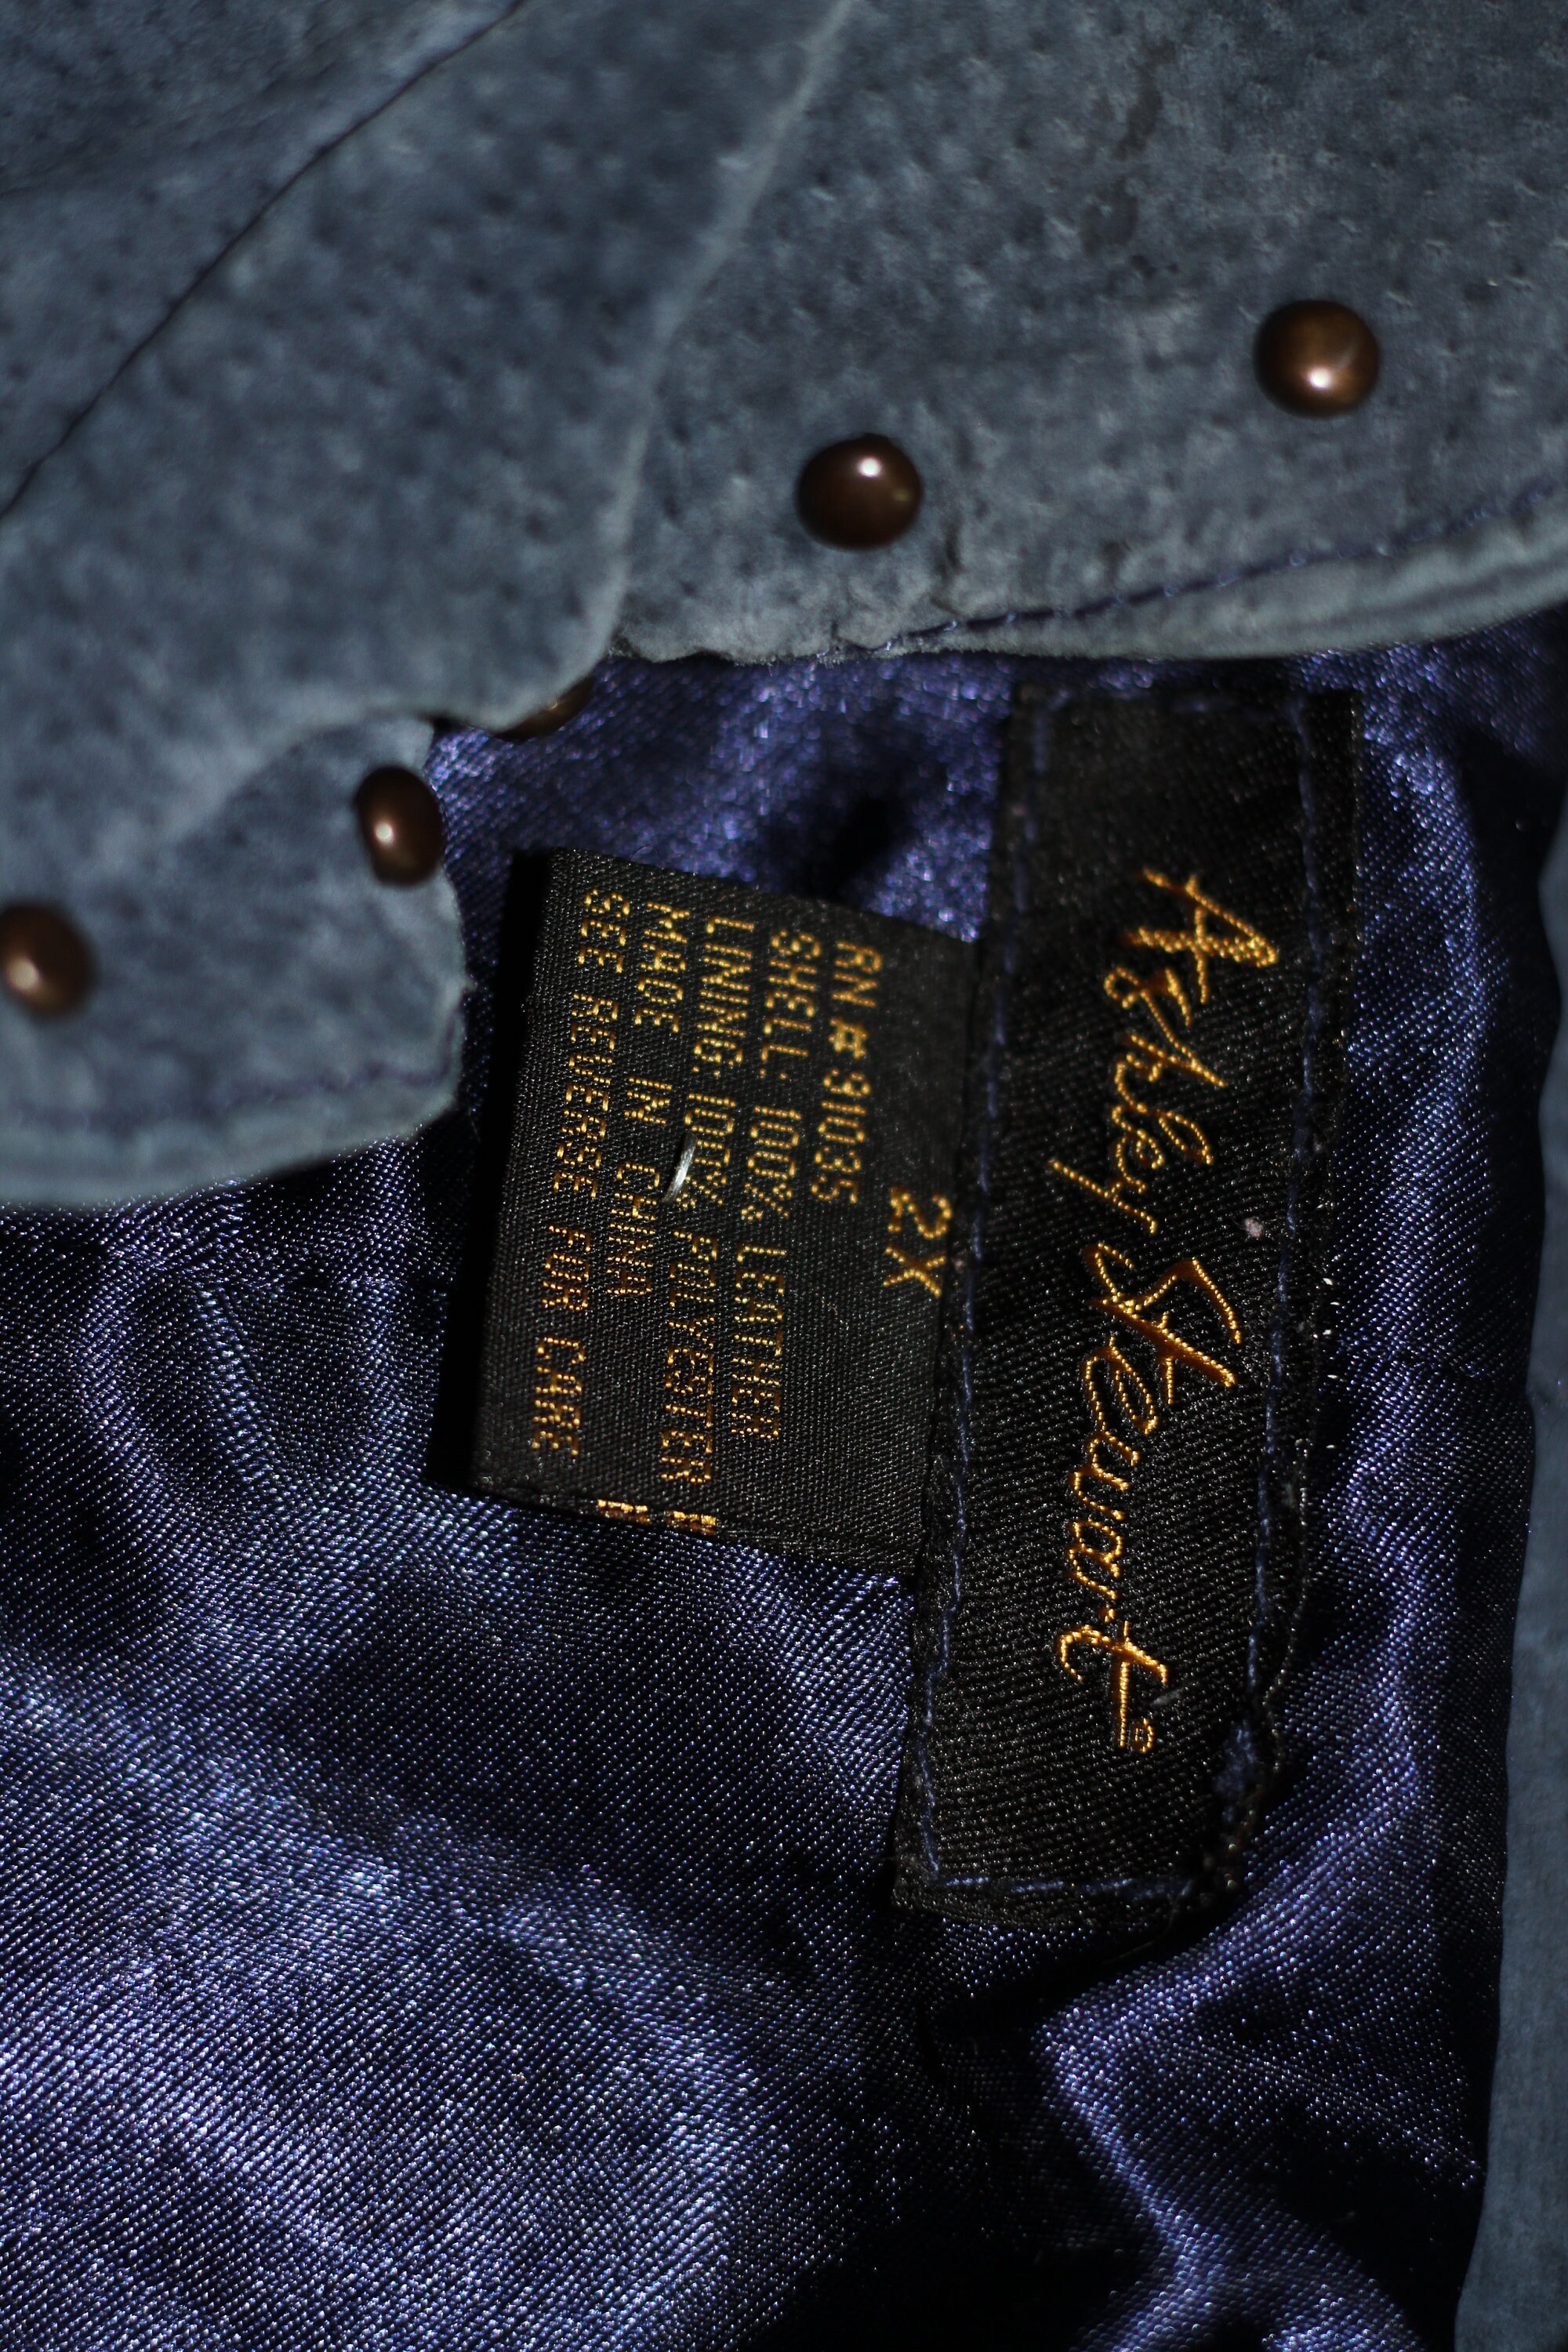 Ashley Stewart®
2X
RN # 91035
SHELL: 100% LEATHER
LINING: 100% POLYESTER
MADE IN CHINA
SEE REVERSE FOR CARE